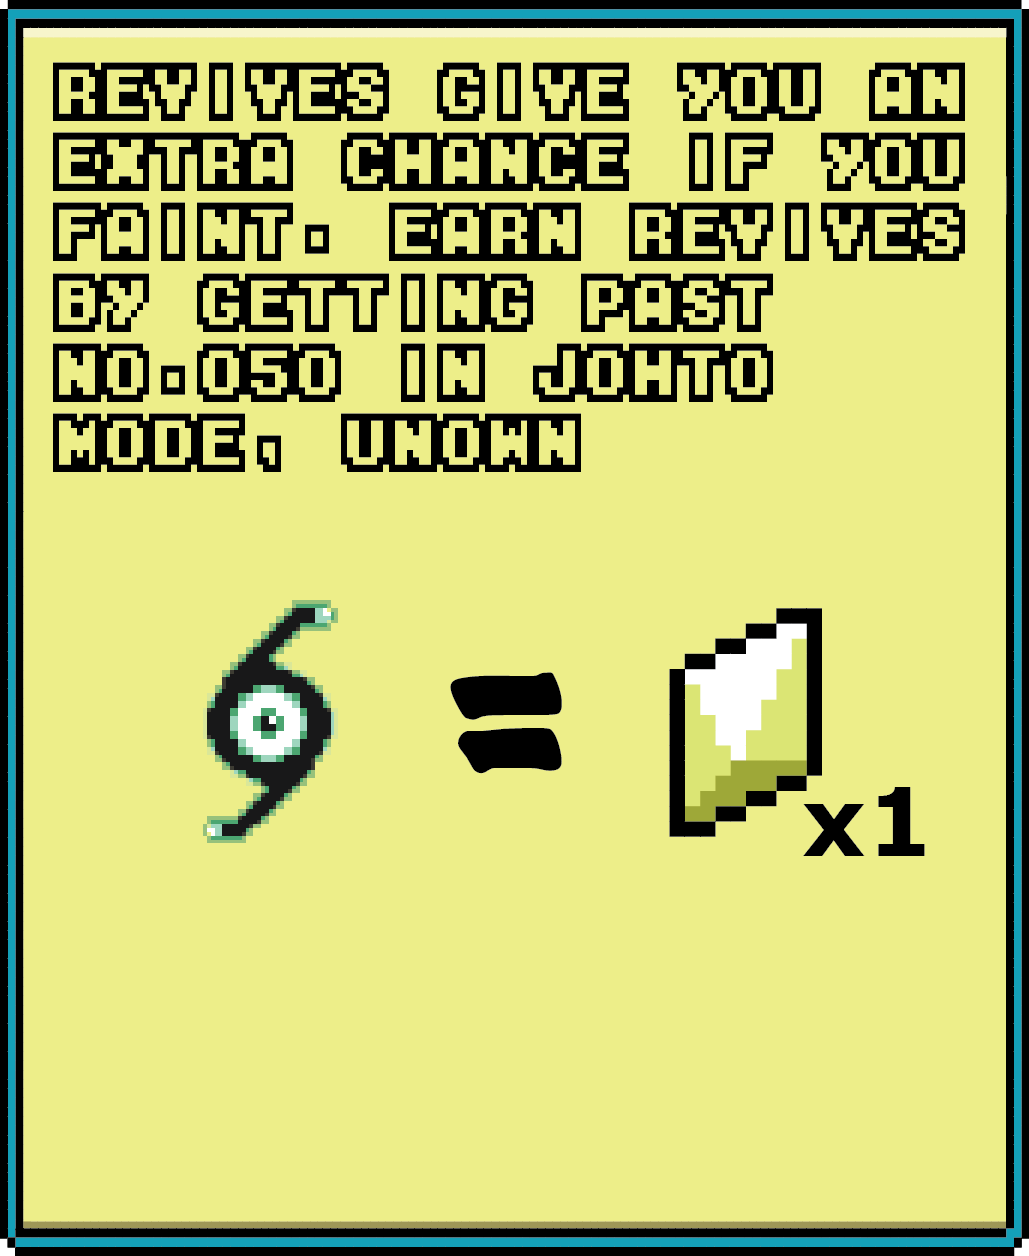 REVIVES GIVE YOU AN
EXTRA CHANCE IF YOU
FAINT. EARN REVIVES
BY GETTING PAST
NO.050 IN JOHTO
MODE, UNOWN
=
x1